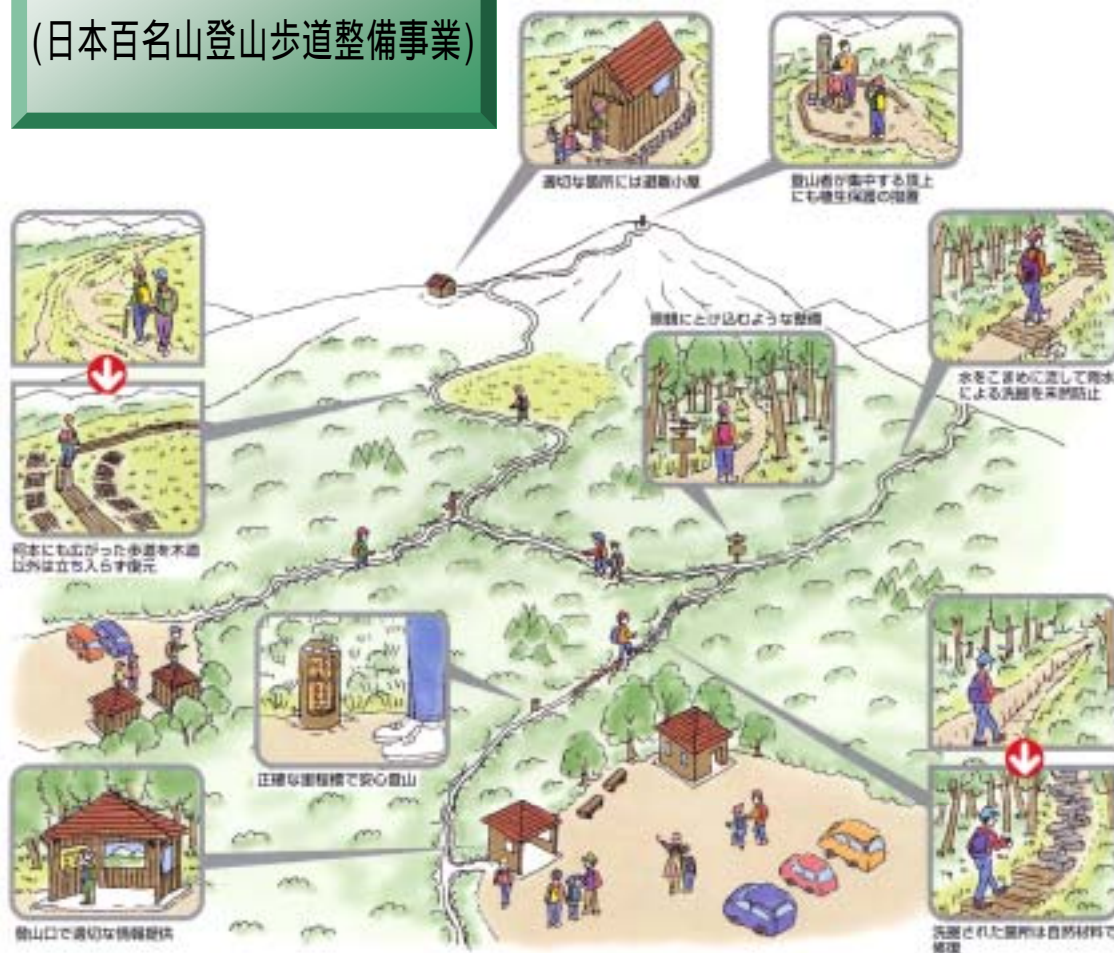 (日本百名山登山歩道整備事業)
適切な箇所には避難小屋
登山者が集中する頂上
にも植生保護の措置
景観にとけ込むような整備
水をこまめに流して雨水
による洗掘を未然防止
何本にも広がった歩道を木道
以外は立ち入らず復元
正確な里程標で安心登山
登山口で適切な情報提供
洗掘された箇所は自然材料で
修復